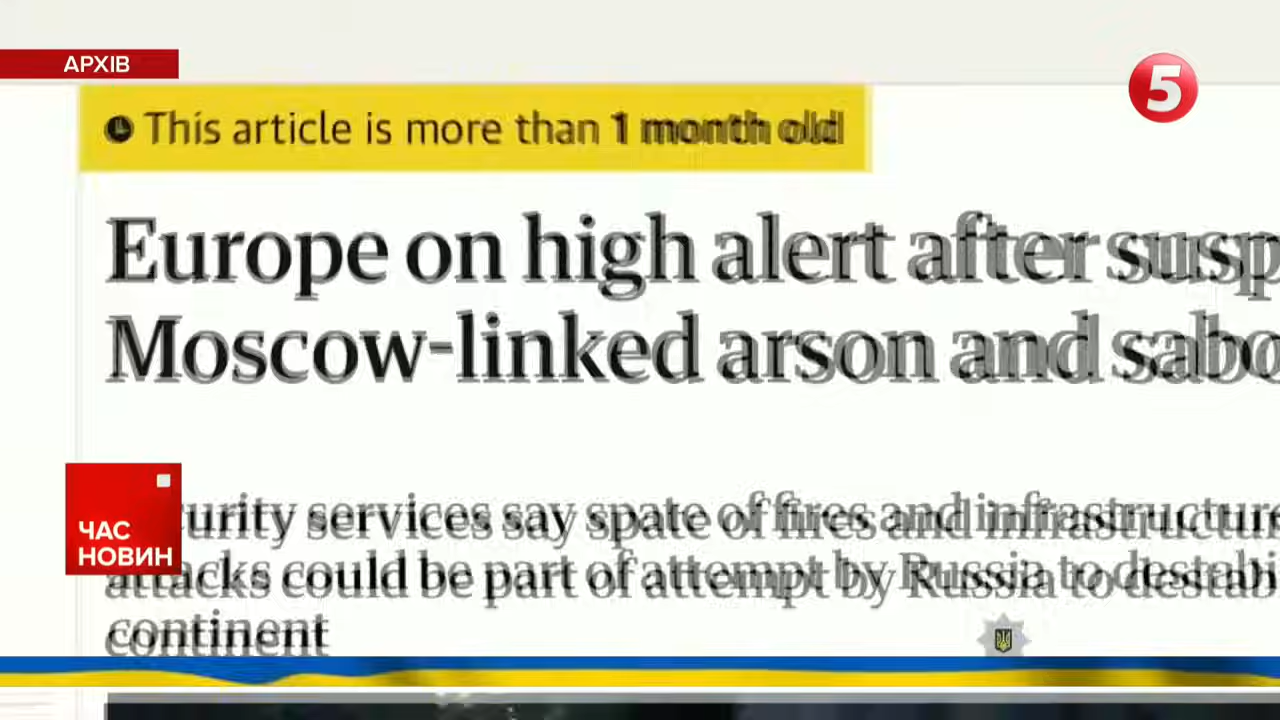 АРХІВ
5
This article is more than 1 month old
Europe on high alert after susp
Moscow-linked arson and sabo
curity services say spate of fires and infrastructure
attacks could be part of attempt by Russia to destabi
continent
ЧАС
НОВИН